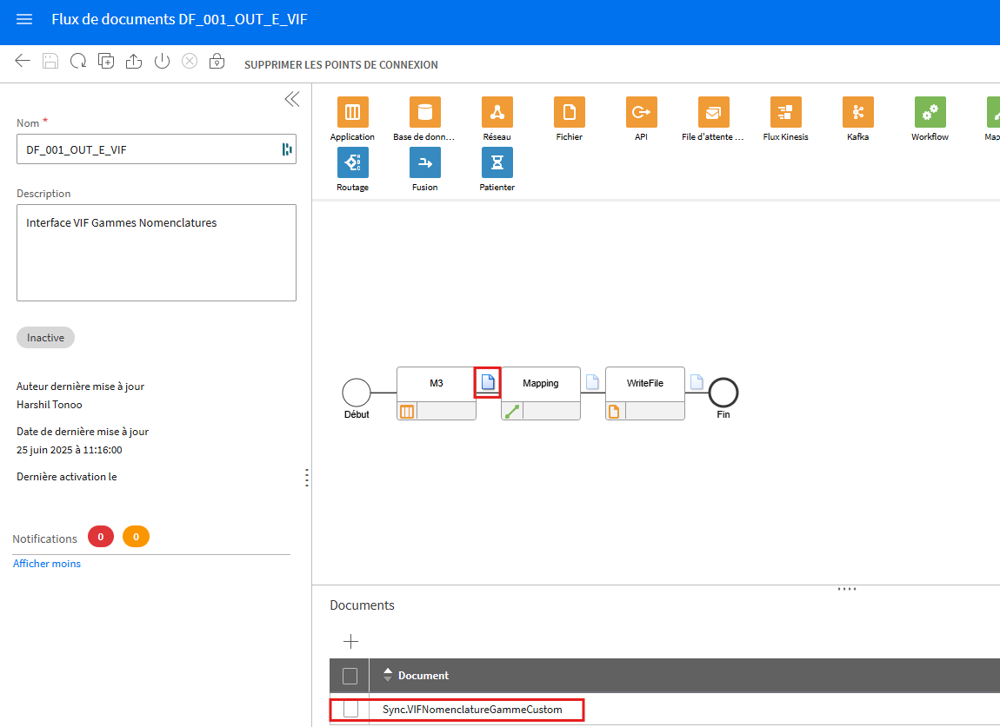 Flux de documents DF_001_OUT_E_VIF
SUPPRIMER LES POINTS DE CONNEXION
Nom *
DF_001_OUT_E_VIF
Description
Interface VIF Gammes Nomenclatures
Inactive
Auteur dernière mise à jour
Harshil Tonoo
Date de dernière mise à jour
25 juin 2025 à 11:16:00
Dernière activation le
Notifications 0 0
Afficher moins
Application Base de donn... Réseau Fichier API File d'attente ... Flux Kinesis Kafka Workflow Map
Routage Fusion Patienter
Début M3 Mapping WriteFile Fin
Documents
Document
Sync.VIFNomenclatureGammeCustom